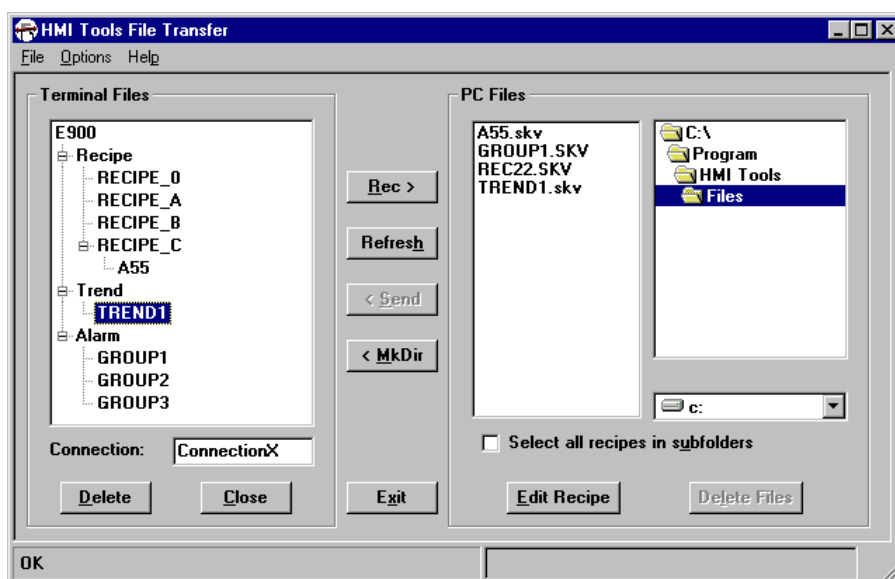 HMI Tools File Transfer
File Options Help
Terminal Files
E900
Recipe
RECIPE_0
RECIPE_A
RECIPE_B
RECIPE_C
A55
Trend
TREND1
Alarm
GROUP1
GROUP2
GROUP3
Connection: ConnectionX
Delete Close
Rec >
Refresh
< Send
< MkDir
Exit
PC Files
A55.skv
GROUP1.SKV
REC22.SKV
TREND1.skv
C:\
Program
HMI Tools
Files
c:
Select all recipes in subfolders
Edit Recipe Delete Files
OK